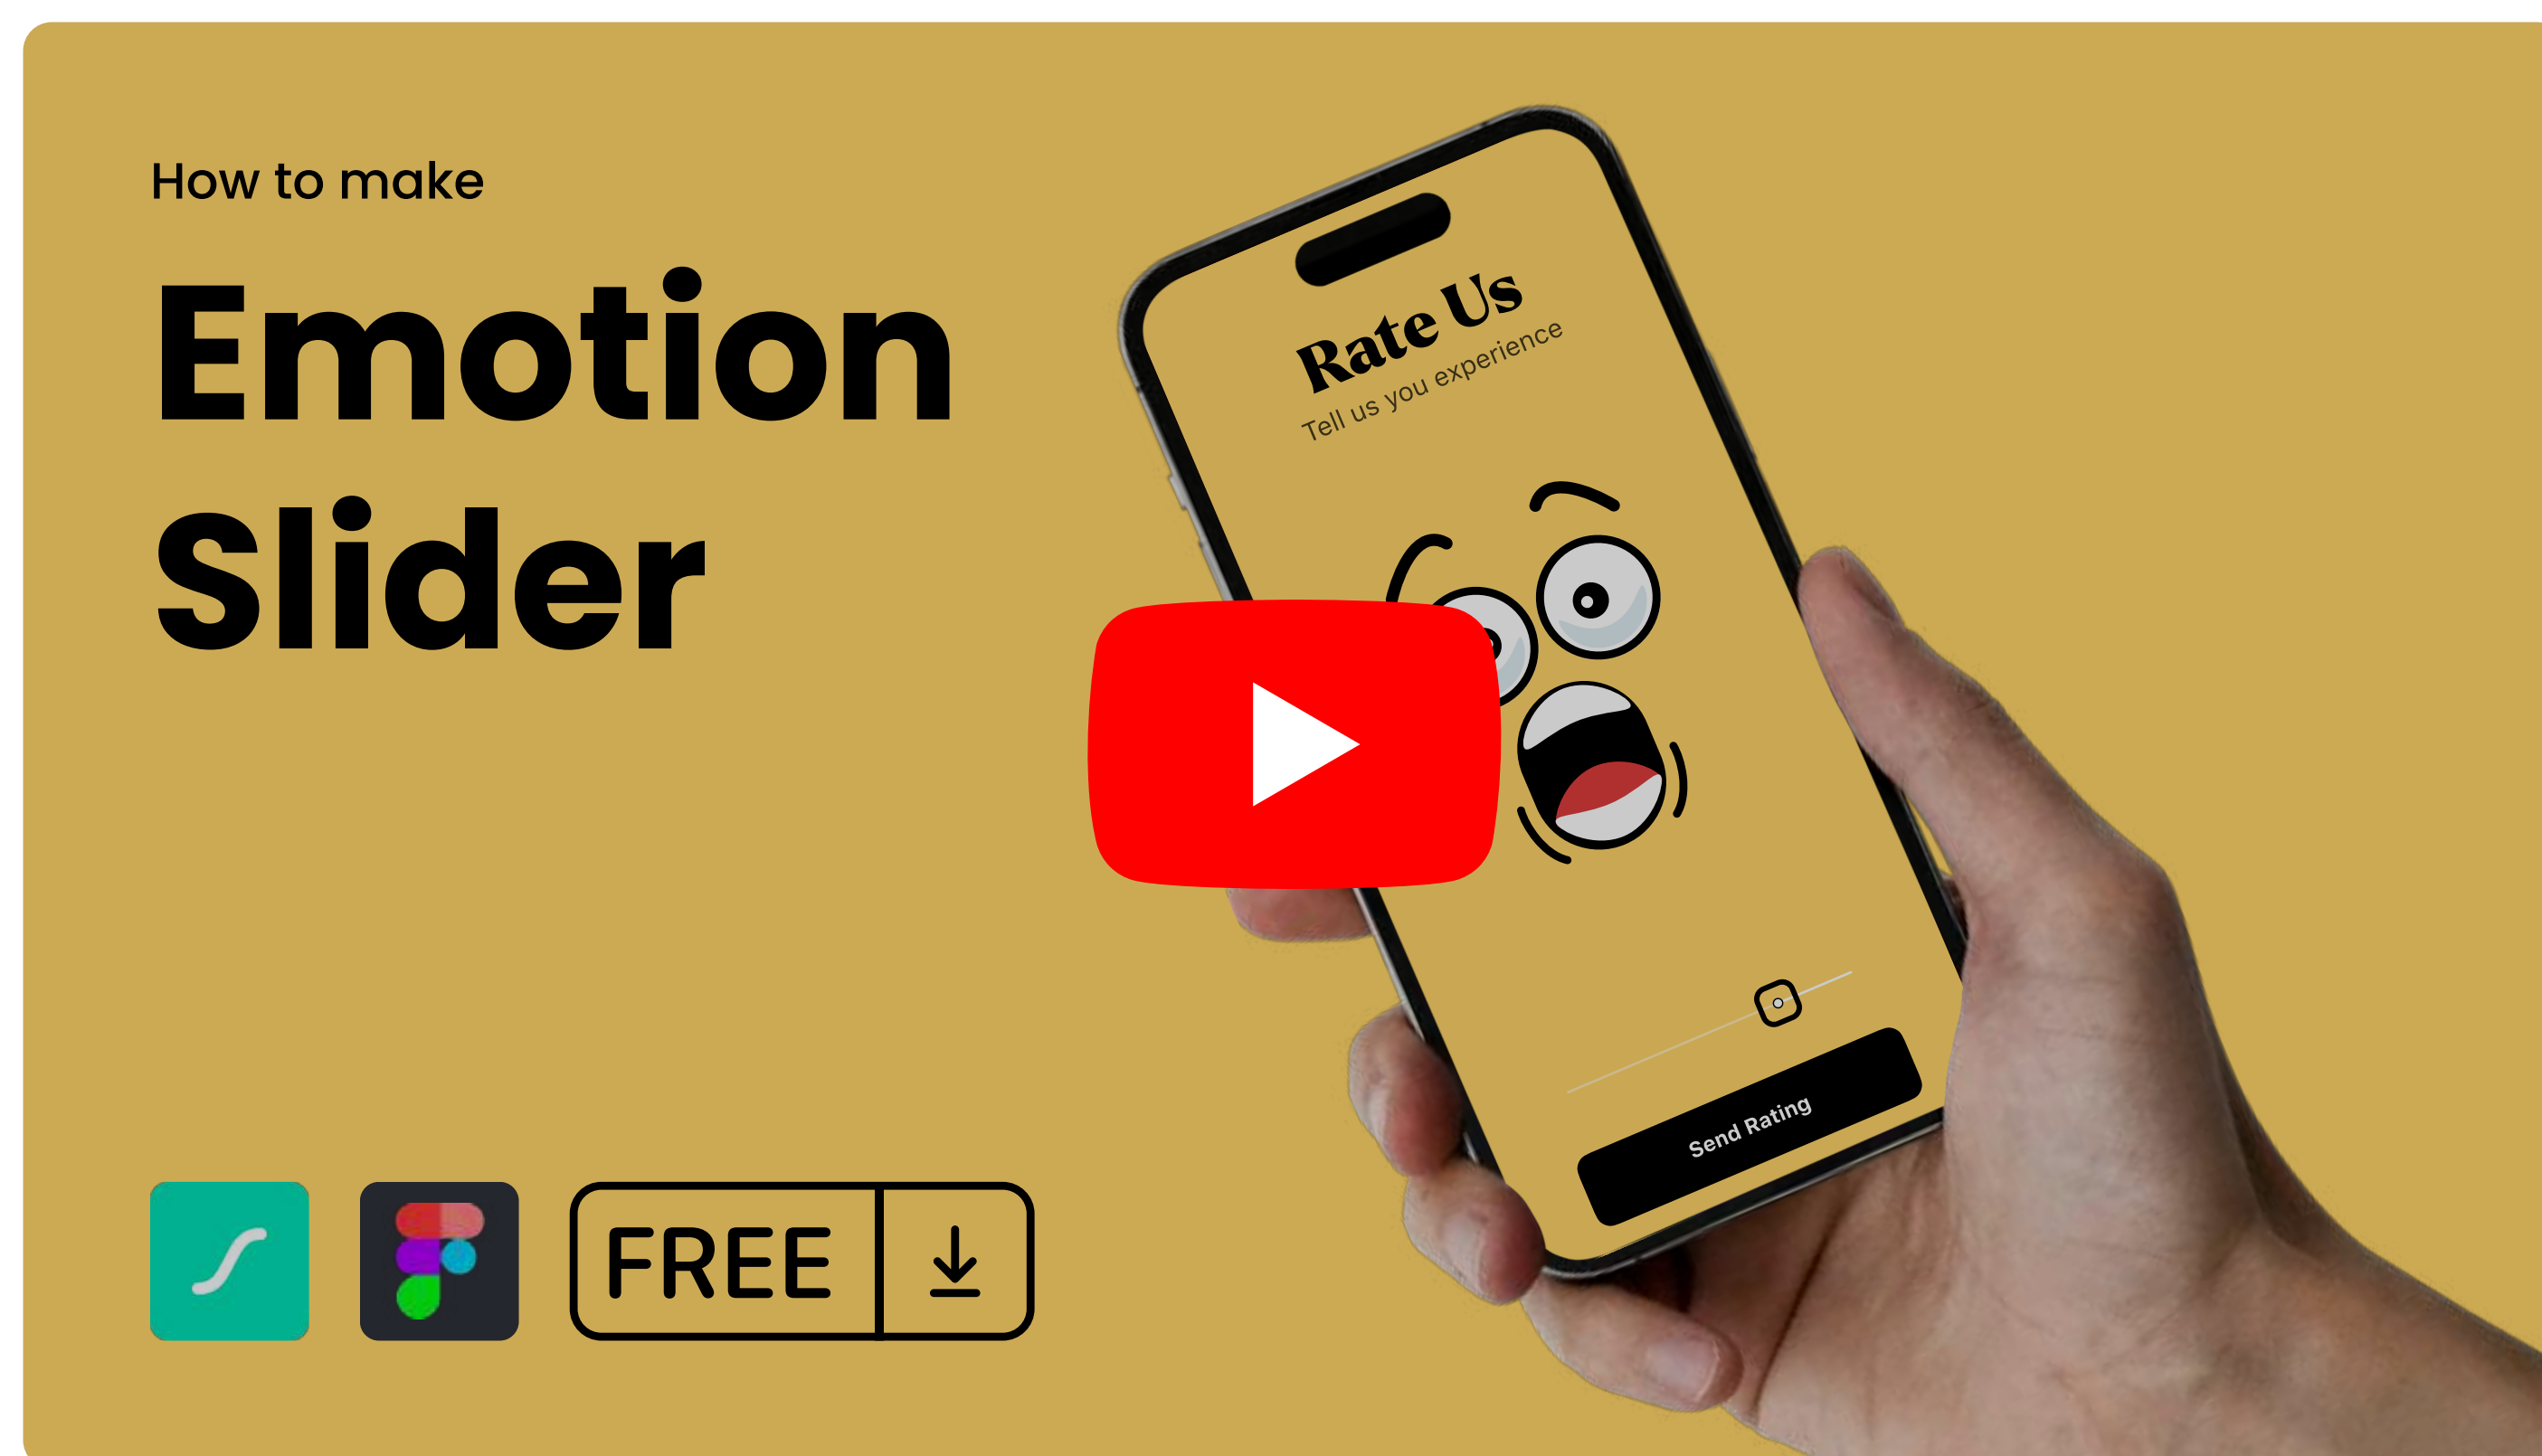 How to make
Emotion
Slider
Rate Us
Tell us you experience
Send Rating
FREE